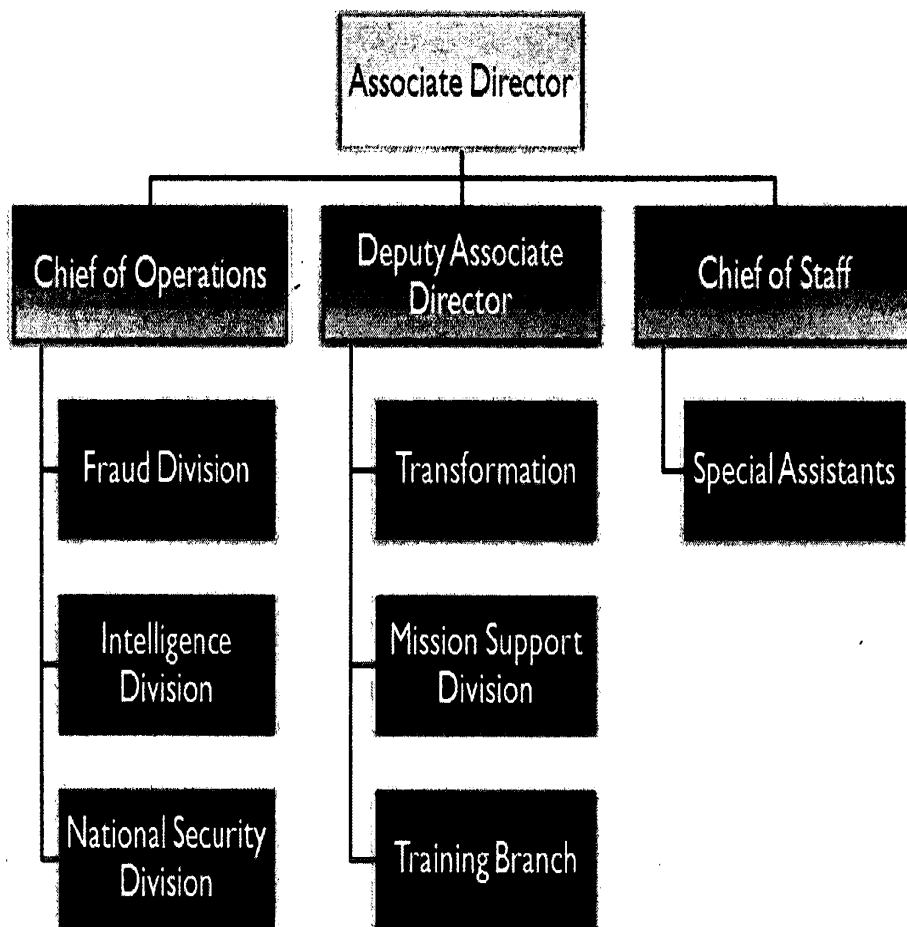 Associate Director
Chief of Operations
Deputy Associate
Director
Chief of Staff
Fraud Division
Transformation
Special Assistants
Intelligence
Division
Mission Support
Division
National Security
Division
Training Branch